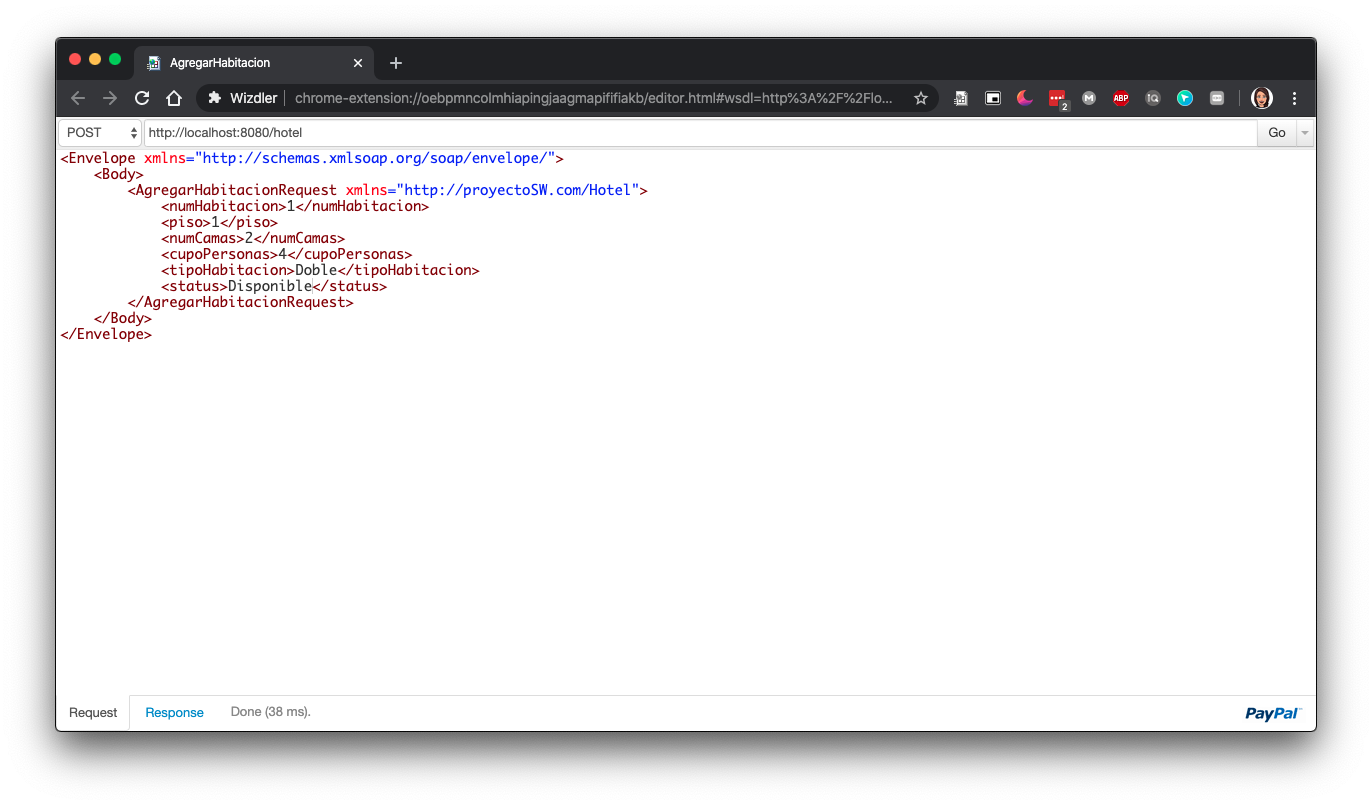 AgregarHabitacion
Wizdler chrome-extension://oebpmncolmhiapingjaagmapififiakb/editor.html#wsdl=http%3A%2F%2Flo...
2
M
ABP
IQ
POST http://localhost:8080/hotel Go
<Envelope xmlns="http://schemas.xmlsoap.org/soap/envelope/">
    <Body>
        <AgregarHabitacionRequest xmlns="http://proyectoSW.com/Hotel">
            <numHabitacion>1</numHabitacion>
            <piso>1</piso>
            <numCamas>2</numCamas>
            <cupoPersonas>4</cupoPersonas>
            <tipoHabitacion>Doble</tipoHabitacion>
            <status>Disponible</status>
        </AgregarHabitacionRequest>
    </Body>
</Envelope>
Request Response Done (38 ms). PayPal